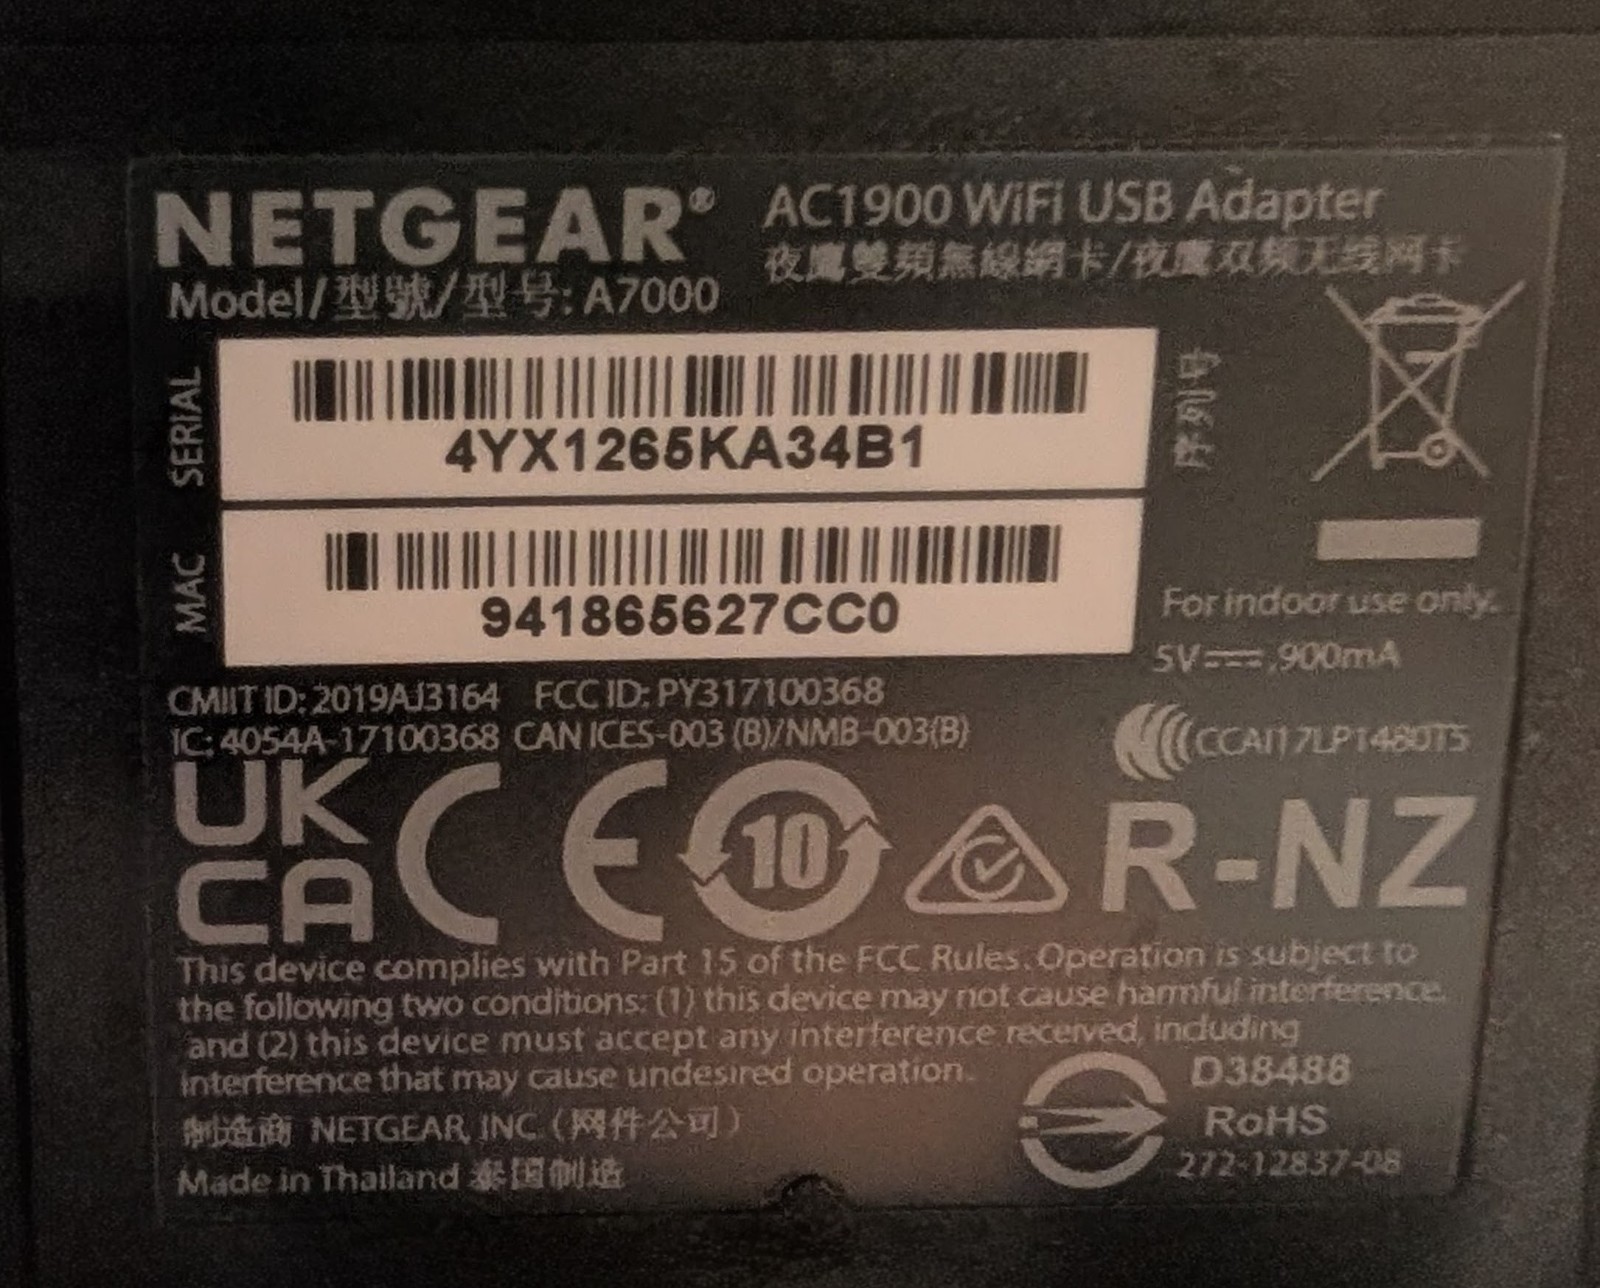 NETGEAR®
AC1900 WiFi USB Adapter
夜鷹雙頻無線網卡/夜鹰双频无线网卡
Model/型號/型号: A7000
SERIAL
4YX1265KA34B1
序列号
MAC
941865627CC0
For indoor use only.
5V⎓, 900mA
CMIIT ID: 2019AJ3164 FCC ID: PY317100368
IC: 4054A-17100368 CAN ICES-003 (B)/NMB-003(B)
CCAI17LP1480T5
UK
CA
CE
10
R-NZ
This device complies with Part 15 of the FCC Rules. Operation is subject to
the following two conditions: (1) this device may not cause harmful interference,
and (2) this device must accept any interference received, including
interference that may cause undesired operation.
D38488
RoHS
制造商 NETGEAR, INC (网件公司)
Made in Thailand 泰国制造
272-12837-08